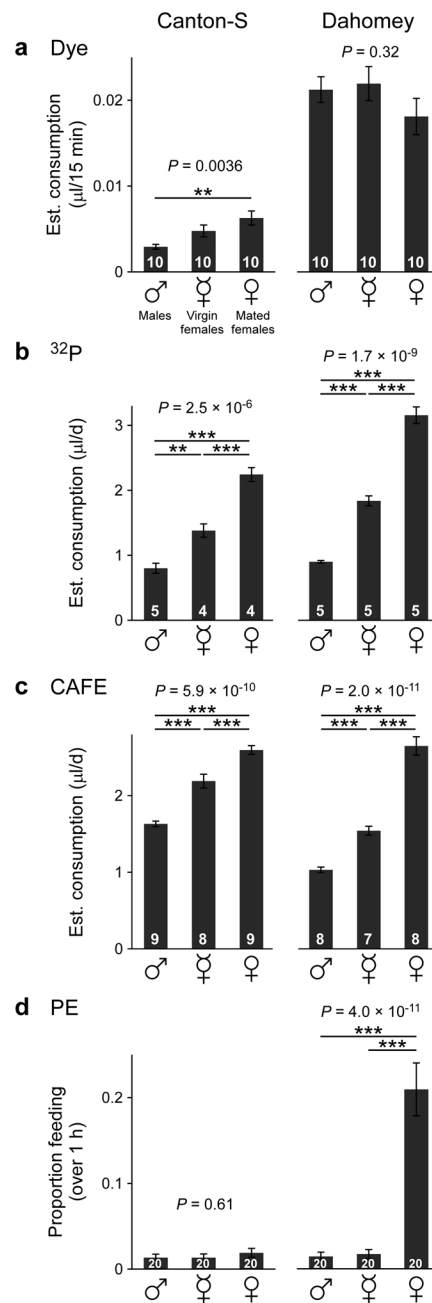 Canton-S Dahomey
a Dye
P = 0.32
0.02
P = 0.0036
**
Est. consumption
(µl/15 min)
0.01
0
10 10 10 10 10 10
♂ ☿ ♀ ♂ ☿ ♀
Males Virgin females Mated females
b ³²P
P = 1.7 × 10⁻⁹
***
*** ***
P = 2.5 × 10⁻⁶
***
** ***
Est. consumption (µl/d)
3
2
1
0
5 4 4 5 5 5
♂ ☿ ♀ ♂ ☿ ♀
c CAFE
P = 5.9 × 10⁻¹⁰ P = 2.0 × 10⁻¹¹
*** ***
*** *** *** ***
Est. consumption (µl/d)
2
1
0
9 8 9 8 7 8
♂ ☿ ♀ ♂ ☿ ♀
d PE
P = 4.0 × 10⁻¹¹
***
***
Proportion feeding
(over 1 h)
0.2
0.1
P = 0.61
0
20 20 20 20 20 20
♂ ☿ ♀ ♂ ☿ ♀